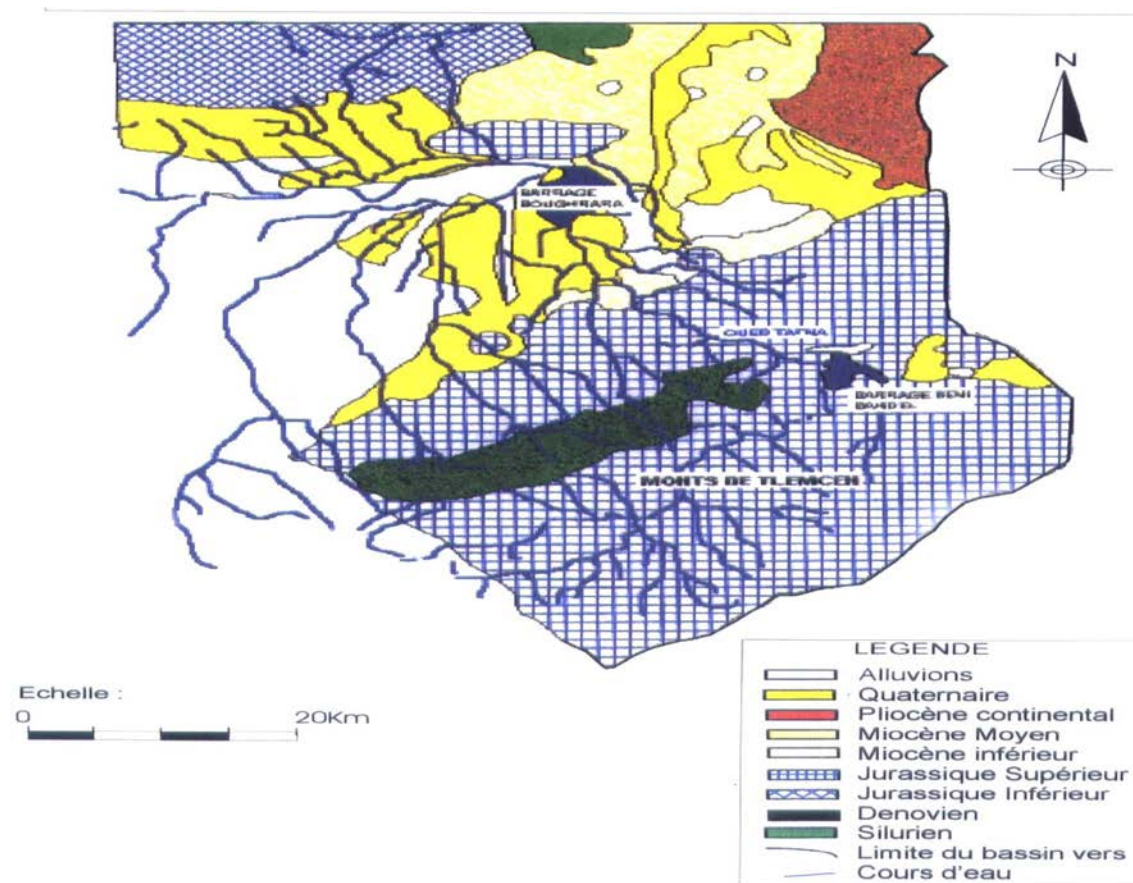 N
BARRAGE
BOUGHRARA
OUED TAFNA
BARRAGE BENI
MONTS DE TLEMCEN
Echelle :
0 20Km
LEGENDE
Alluvions
Quaternaire
Pliocène continental
Miocène Moyen
Miocène inférieur
Jurassique Supérieur
Jurassique Inférieur
Denovien
Silurien
Limite du bassin vers
Cours d'eau